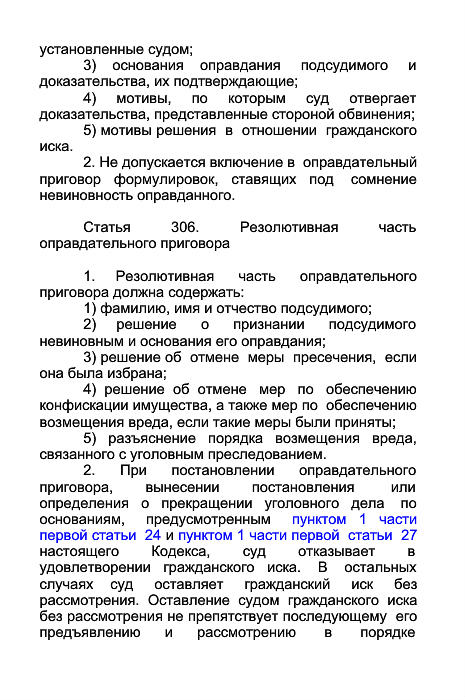 установленные судом;
3) основания оправдания подсудимого и
доказательства, их подтверждающие;
4) мотивы, по которым суд отвергает
доказательства, представленные стороной обвинения;
5) мотивы решения в отношении гражданского
иска.
2. Не допускается включение в оправдательный
приговор формулировок, ставящих под сомнение
невиновность оправданного.
Статья 306. Резолютивная часть
оправдательного приговора
1. Резолютивная часть оправдательного
приговора должна содержать:
1) фамилию, имя и отчество подсудимого;
2) решение о признании подсудимого
невиновным и основания его оправдания;
3) решение об отмене меры пресечения, если
она была избрана;
4) решение об отмене мер по обеспечению
конфискации имущества, а также мер по обеспечению
возмещения вреда, если такие меры были приняты;
5) разъяснение порядка возмещения вреда,
связанного с уголовным преследованием.
2. При постановлении оправдательного
приговора, вынесении постановления или
определения о прекращении уголовного дела по
основаниям, предусмотренным пунктом 1 части
первой статьи 24 и пунктом 1 части первой статьи 27
настоящего Кодекса, суд отказывает в
удовлетворении гражданского иска. В остальных
случаях суд оставляет гражданский иск без
рассмотрения. Оставление судом гражданского иска
без рассмотрения не препятствует последующему его
предъявлению и рассмотрению в порядке